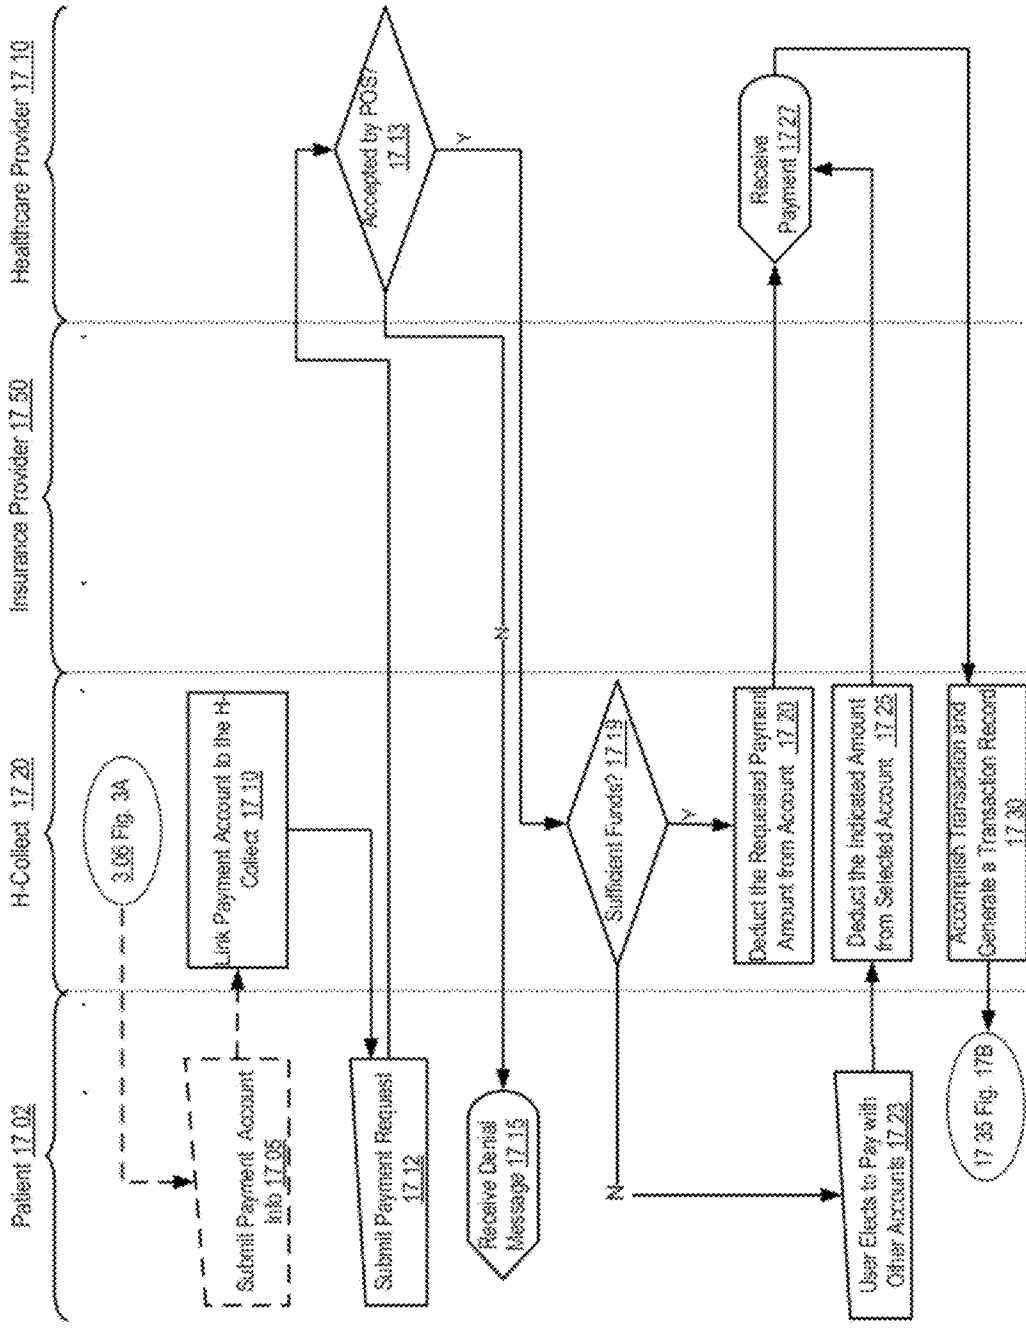 Patient 17.02
H-Collect 17.20
Insurance Provider 17.50
Healthcare Provider 17.10
3.06 Fig. 3A
Submit Payment Account
Info 17.05
Link Payment Account to the H-
Collect 17.10
Submit Payment Request
17.12
Accepted by POS?
17.13
N
Y
Receive Denial
Message 17.15
Sufficient Funds? 17.19
N
Y
Deduct the Requested Payment
Amount from Account 17.20
Receive
Payment 17.27
User Elects to Pay with
Other Accounts 17.23
Deduct the Indicated Amount
from Selected Account 17.25
Accomplish Transaction and
Generate a Transaction Record
17.30
17.35 Fig. 17B